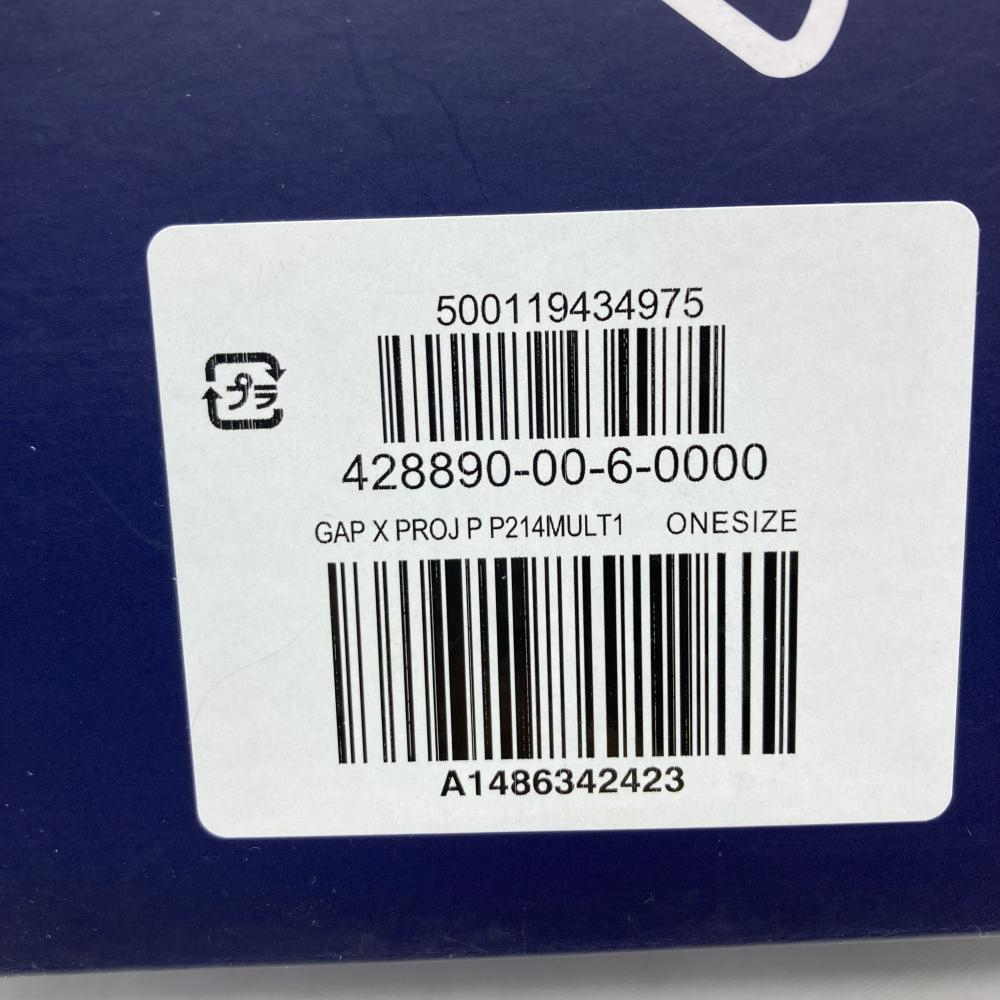 500119434975
プラ
428890-00-6-0000
GAP X PROJ P P214MULT1 ONESIZE
A1486342423